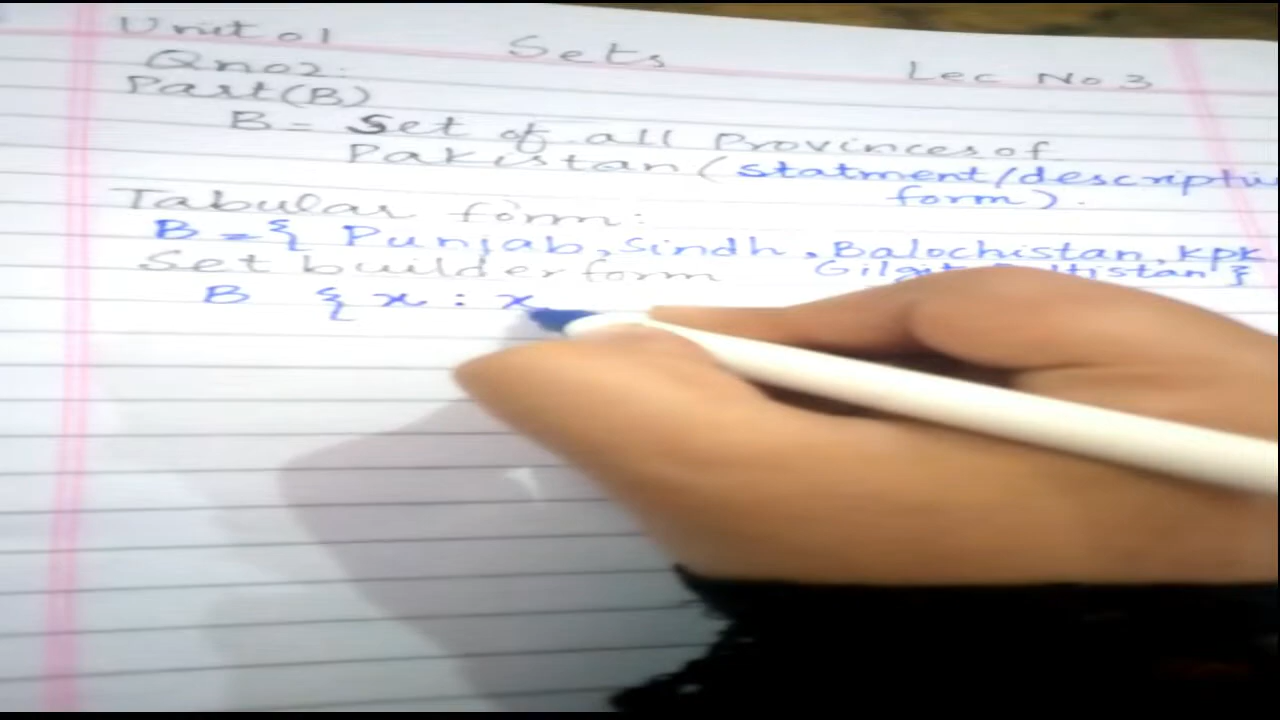 Unit 01 Sets Lec No 3
Qno2.
Part(B)
B = Set of all Provinces of
Pakistan (statment/descripti
form).
Tabular form:
B = { Punjab, Sindh, Balochistan, KPK
Set builder form
B { x : x